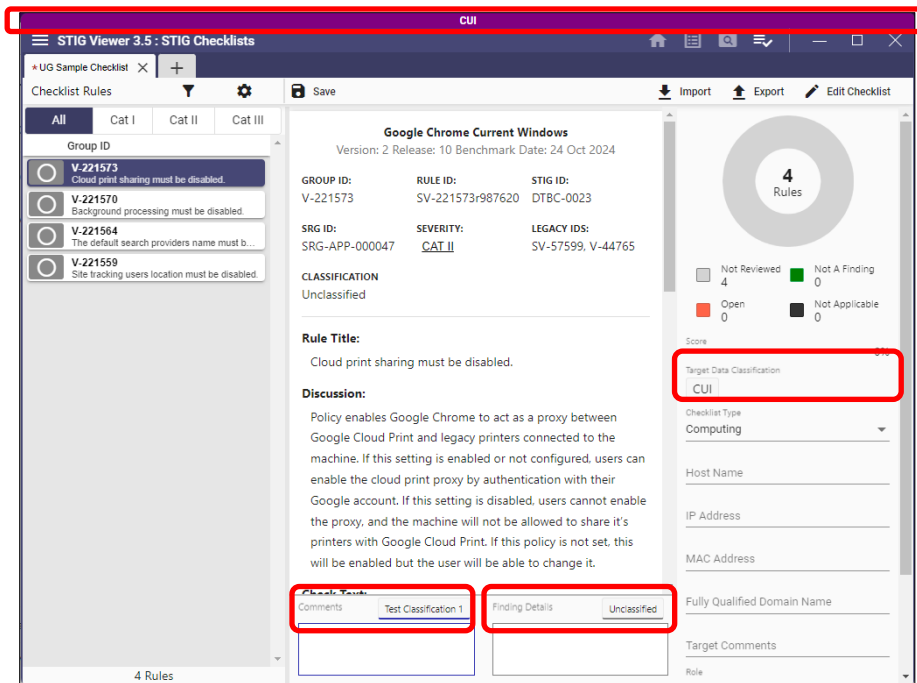 CUI
STIG Viewer 3.5 : STIG Checklists
* UG Sample Checklist
Checklist Rules
Save
Import
Export
Edit Checklist
All
Cat I
Cat II
Cat III
Group ID
V-221573
Cloud print sharing must be disabled.
V-221570
Background processing must be disabled.
V-221564
The default search providers name must b...
V-221559
Site tracking users location must be disabled.
4 Rules
Google Chrome Current Windows
Version: 2 Release: 10 Benchmark Date: 24 Oct 2024
GROUP ID: RULE ID: STIG ID:
V-221573 SV-221573r987620 DTBC-0023
SRG ID: SEVERITY: LEGACY IDS:
SRG-APP-000047 CAT II SV-57599, V-44765
CLASSIFICATION
Unclassified
Rule Title:
Cloud print sharing must be disabled.
Discussion:
Policy enables Google Chrome to act as a proxy between
Google Cloud Print and legacy printers connected to the
machine. If this setting is enabled or not configured, users can
enable the cloud print proxy by authentication with their
Google account. If this setting is disabled, users cannot enable
the proxy, and the machine will not be allowed to share it's
printers with Google Cloud Print. If this policy is not set, this
will be enabled but the user will be able to change it.
Check Text:
Comments
Test Classification 1
Finding Details
Unclassified
4
Rules
Not Reviewed
4
Not A Finding
0
Open
0
Not Applicable
0
Score
0%
Target Data Classification
CUI
Checklist Type
Computing
Host Name
IP Address
MAC Address
Fully Qualified Domain Name
Target Comments
Role